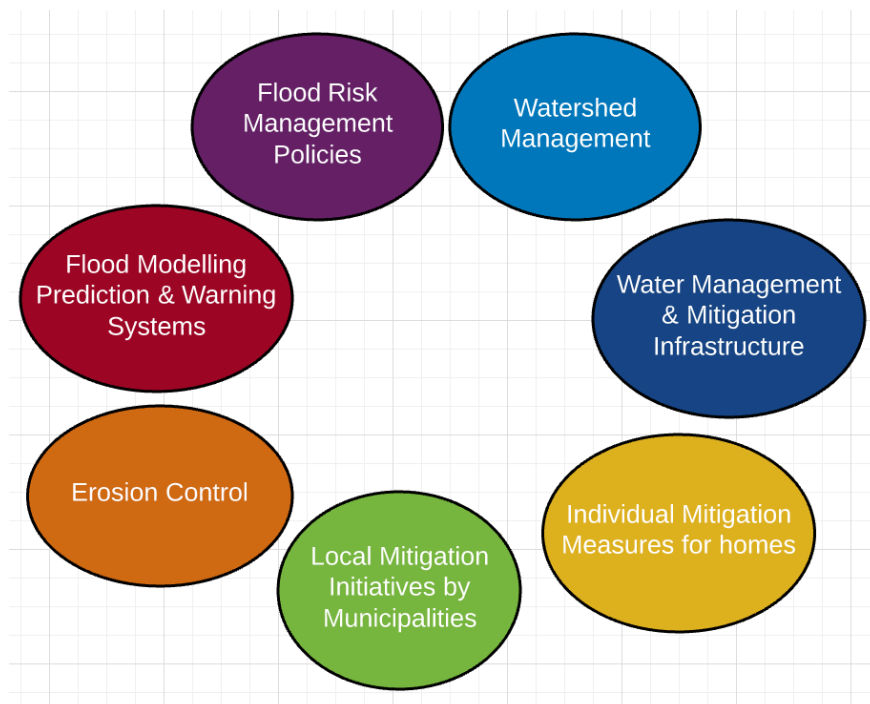 Flood Risk
Management
Policies
Watershed
Management
Flood Modelling
Prediction & Warning
Systems
Water Management
& Mitigation
Infrastructure
Erosion Control
Individual Mitigation
Measures for homes
Local Mitigation
Initiatives by
Municipalities